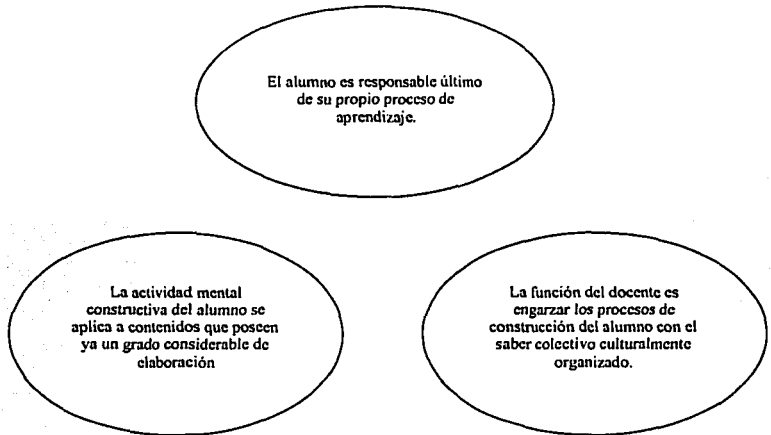 El alumno es responsable último
de su propio proceso de
aprendizaje.
La actividad mental
constructiva del alumno se
aplica a contenidos que poseen
ya un grado considerable de
elaboración
La función del docente es
engarzar los procesos de
construcción del alumno con el
saber colectivo culturalmente
organizado.